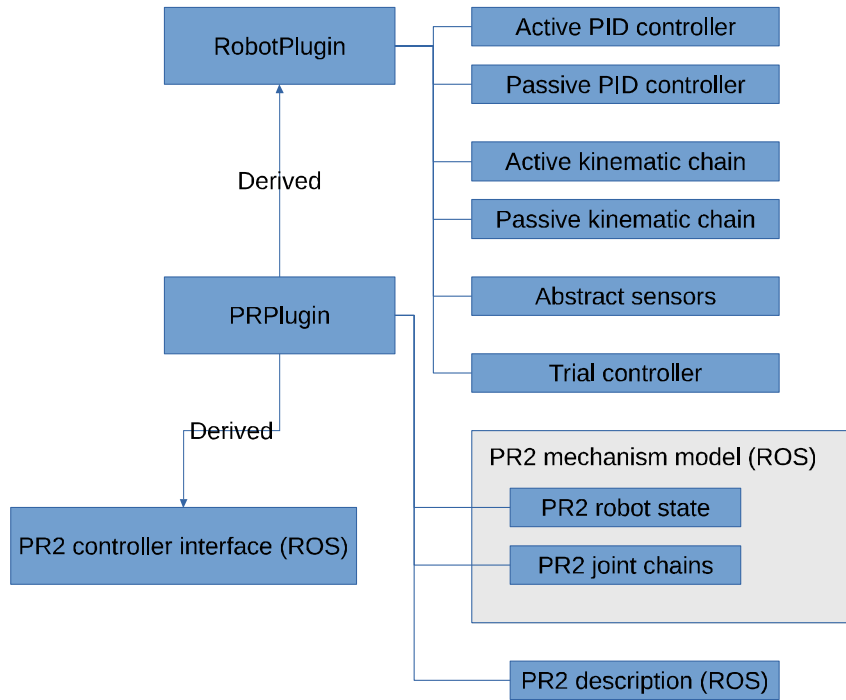 RobotPlugin
Active PID controller
Passive PID controller
Active kinematic chain
Passive kinematic chain
Abstract sensors
Trial controller
Derived
PRPlugin
Derived
PR2 controller interface (ROS)
PR2 mechanism model (ROS)
PR2 robot state
PR2 joint chains
PR2 description (ROS)